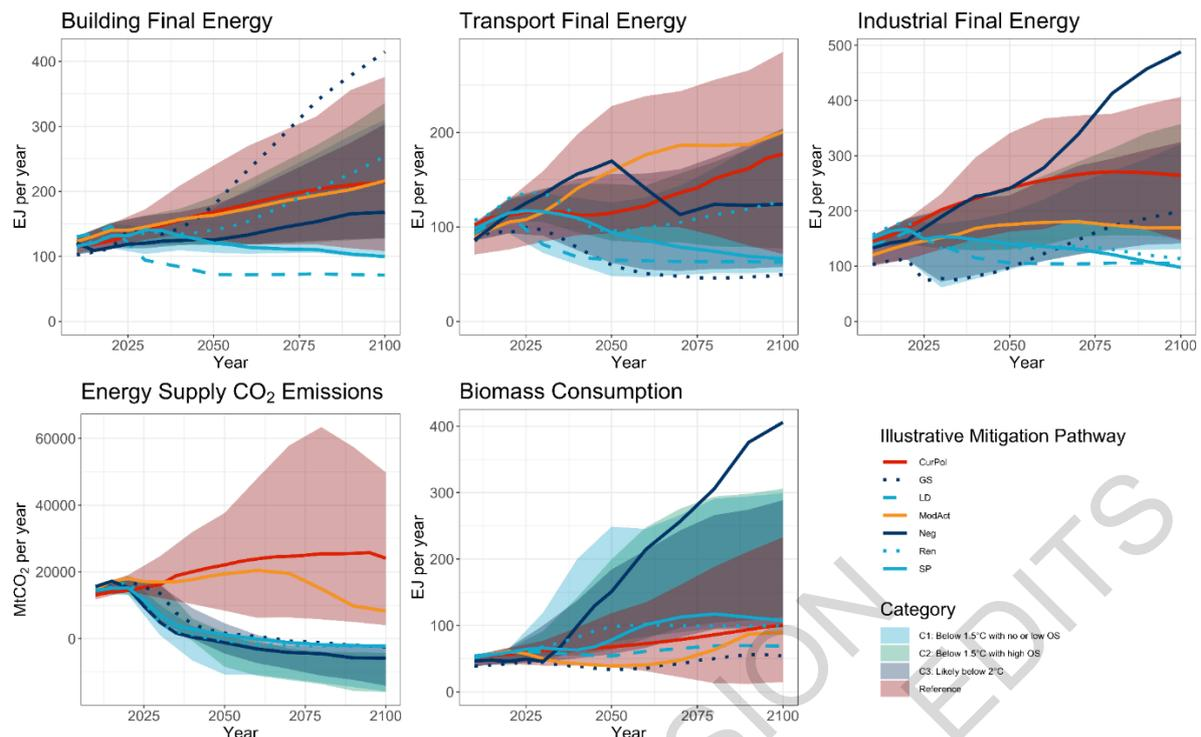 Building Final Energy
Transport Final Energy
Industrial Final Energy
EJ per year
400
300
200
100
0
2025
2050
2075
2100
Year
EJ per year
200
100
0
2025
2050
2075
2100
Year
EJ per year
500
400
300
200
100
0
2025
2050
2075
2100
Year
Energy Supply CO₂ Emissions
Biomass Consumption
MtCO₂ per year
60000
40000
20000
0
2025
2050
2075
2100
Year
EJ per year
400
300
200
100
0
2025
2050
2075
2100
Year
Illustrative Mitigation Pathway
CurPol
GS
LD
ModAct
Neg
Ren
SP
Category
C1: Below 1.5°C with no or low OS
C2: Below 1.5°C with high OS
C3: Likely below 2°C
Reference
SION
EDITS